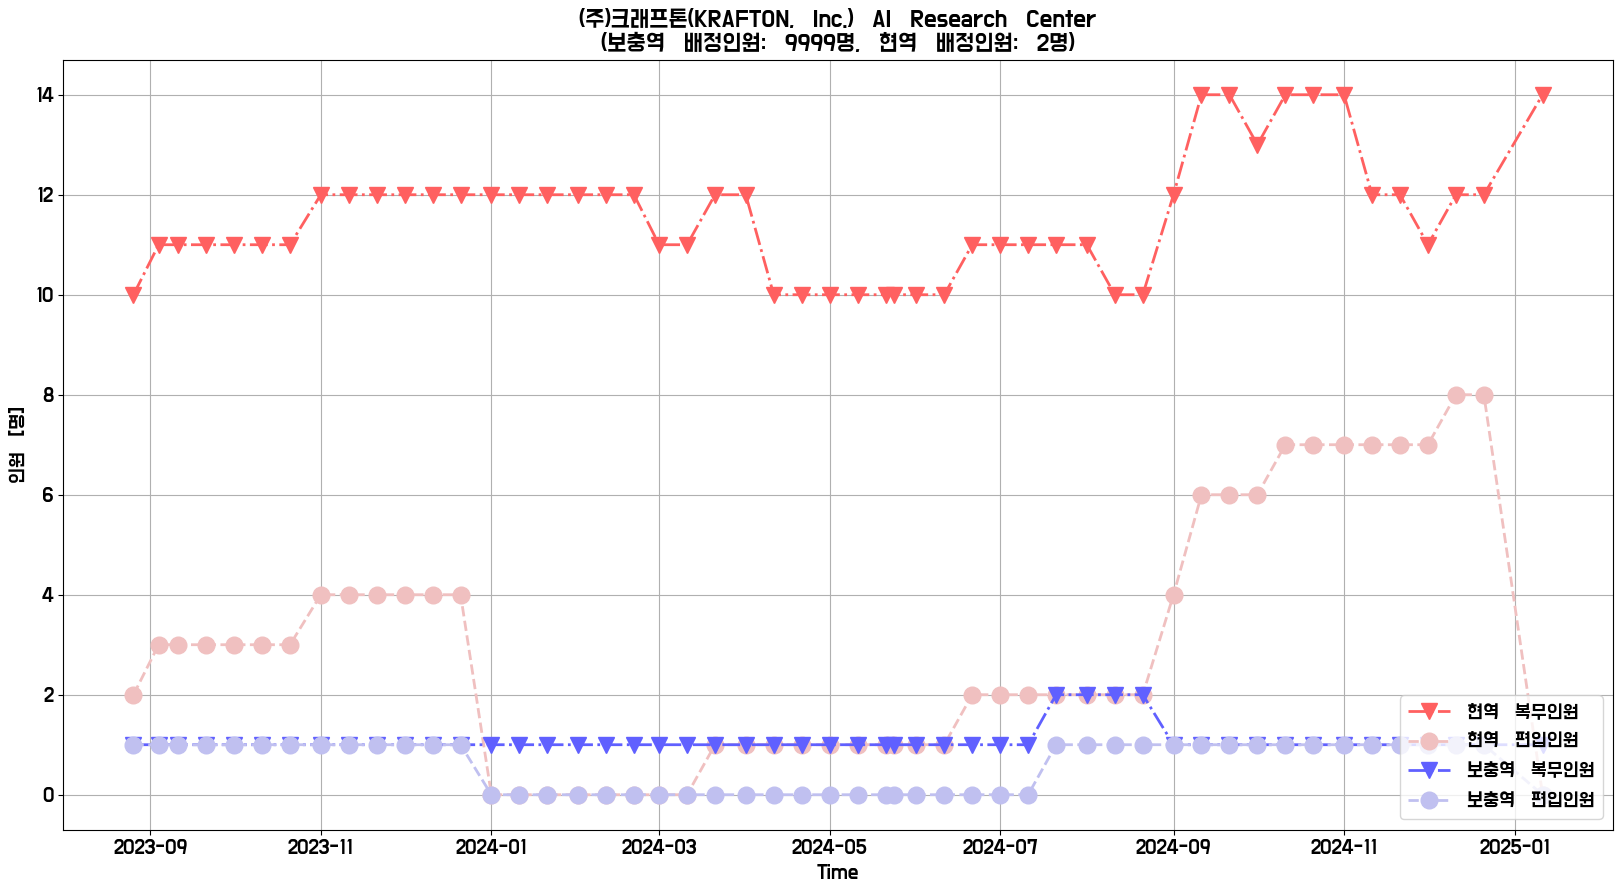 (주)크래프톤(KRAFTON, Inc.) AI Research Center
(보충역 배정인원: 9999명, 현역 배정인원: 2명)
14
12
10
8
6
4
2
0
인원 [명]
2023-09 2023-11 2024-01 2024-03 2024-05 2024-07 2024-09 2024-11 2025-01
Time
현역 복무인원
현역 편입인원
보충역 복무인원
보충역 편입인원